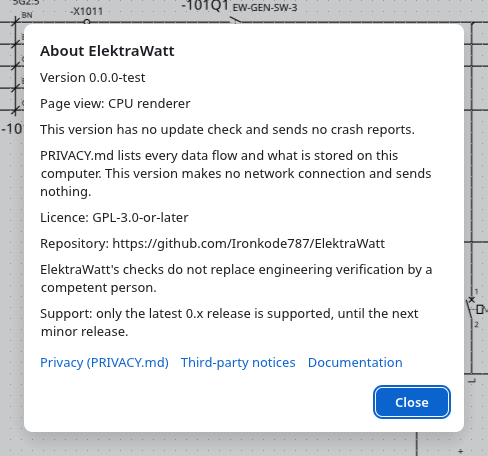 5G2.5
BN
-X1011
-101Q1 EW-GEN-SW-3
About ElektraWatt
Version 0.0.0-test
Page view: CPU renderer
This version has no update check and sends no crash reports.
-10
PRIVACY.md lists every data flow and what is stored on this
computer. This version makes no network connection and sends
nothing.
Licence: GPL-3.0-or-later
Repository: https://github.com/Ironkode787/ElektraWatt
ElektraWatt's checks do not replace engineering verification by a
competent person.
1
2
Support: only the latest 0.x release is supported, until the next
minor release.
Privacy (PRIVACY.md) Third-party notices Documentation
Close